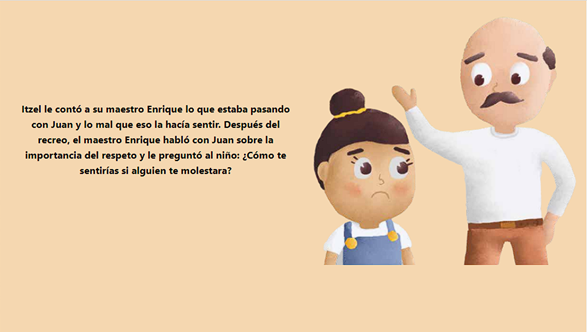 Itzel le contó a su maestro Enrique lo que estaba pasando
con Juan y lo mal que eso la hacía sentir. Después del
recreo, el maestro Enrique habló con Juan sobre la
importancia del respeto y le preguntó al niño: ¿Cómo te
sentirías si alguien te molestara?